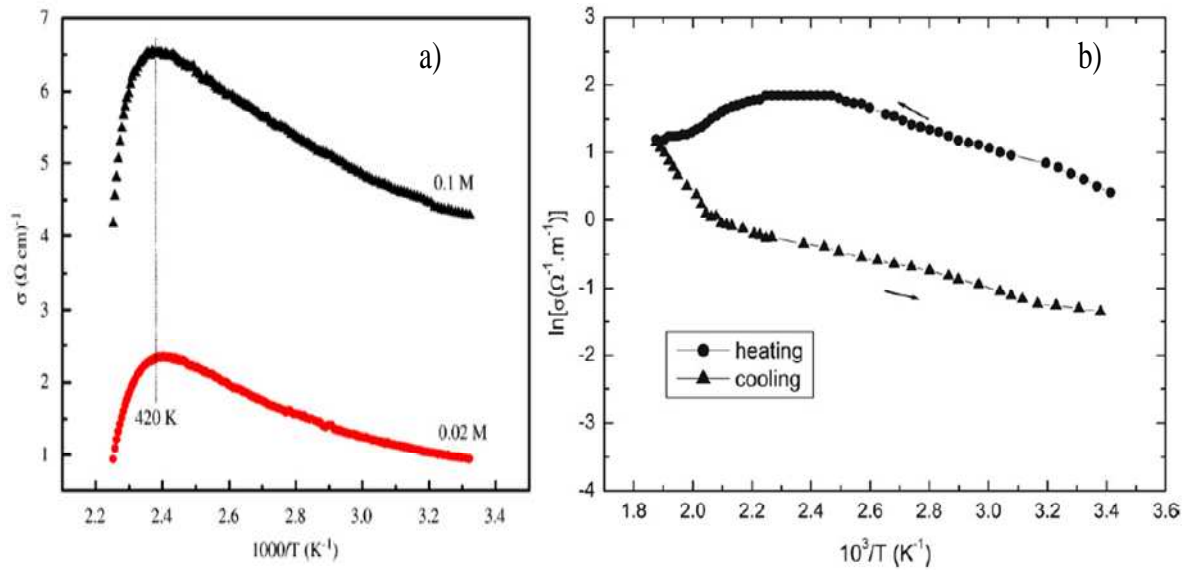 a)
7
6
5
4
3
2
1
σ (Ω cm)⁻¹
0.1 M
420 K
0.02 M
2.2 2.4 2.6 2.8 3.0 3.2 3.4
1000/T (K⁻¹)
b)
3
2
1
0
-1
-2
-3
-4
ln[σ(Ω⁻¹.m⁻¹)]
heating
cooling
1.8 2.0 2.2 2.4 2.6 2.8 3.0 3.2 3.4 3.6
10³/T (K⁻¹)